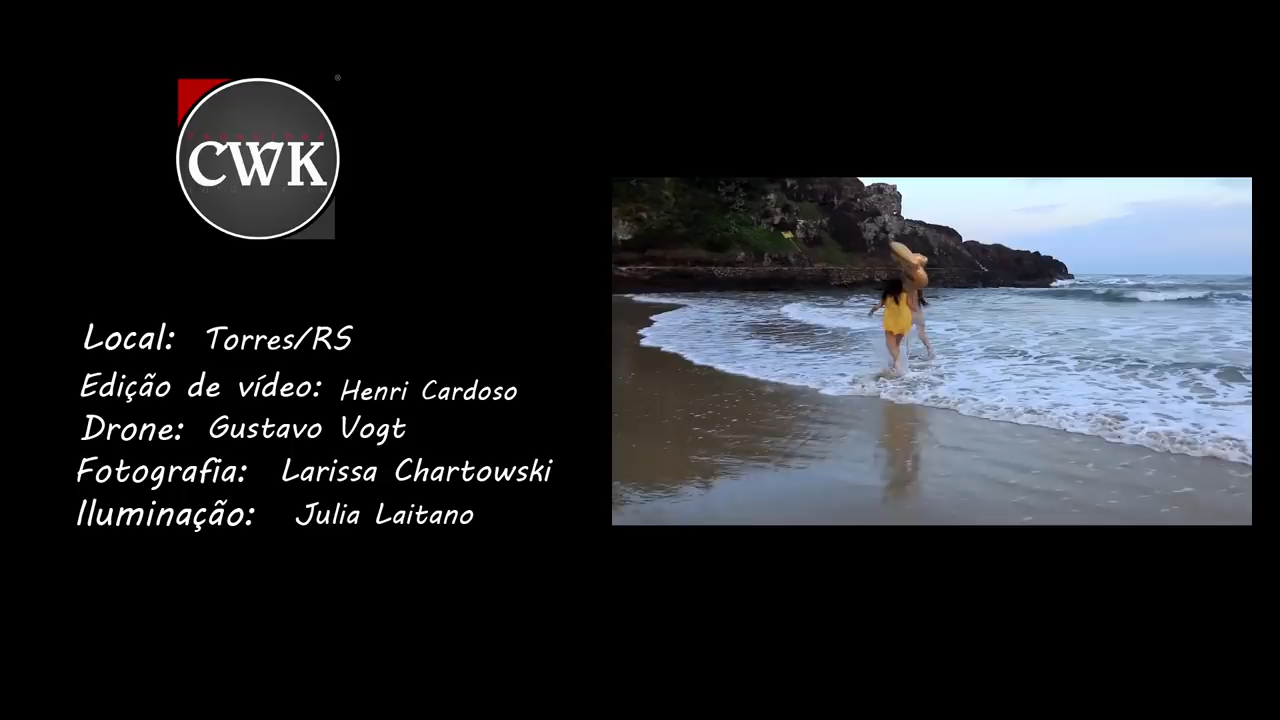 ®
CWK
Local: Torres/RS
Edição de vídeo: Henri Cardoso
Drone: Gustavo Vogt
Fotografia: Larissa Chartowski
Iluminação: Julia Laitano